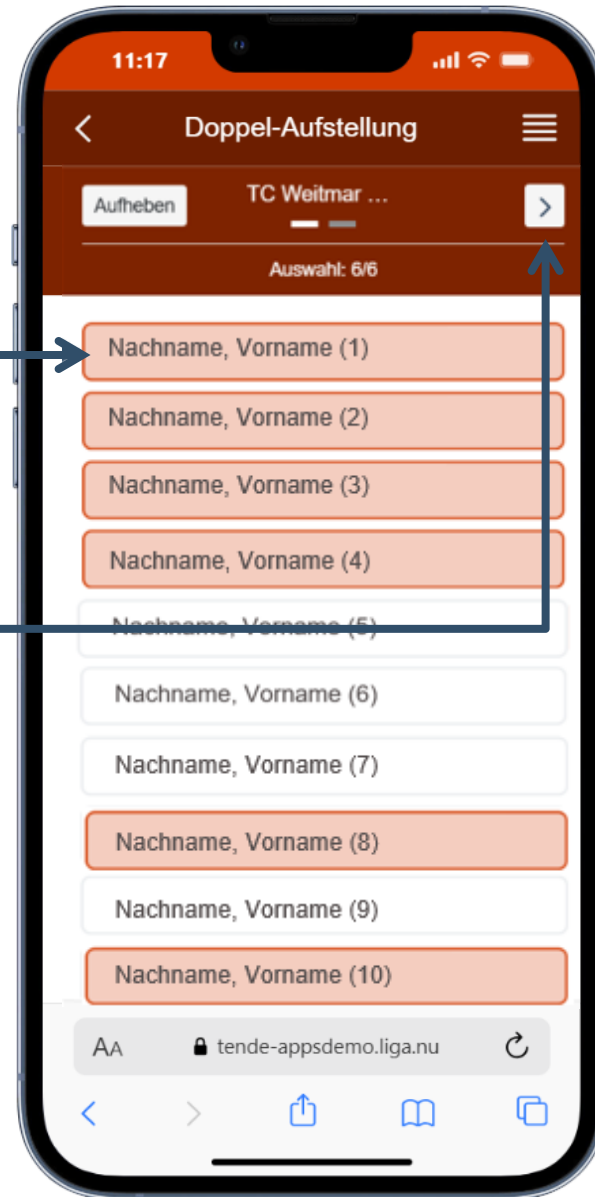 11:17
Doppel-Aufstellung
Aufheben
TC Weitmar ...
Auswahl: 6/6
Nachname, Vorname (1)
Nachname, Vorname (2)
Nachname, Vorname (3)
Nachname, Vorname (4)
Nachname, Vorname (5)
Nachname, Vorname (6)
Nachname, Vorname (7)
Nachname, Vorname (8)
Nachname, Vorname (9)
Nachname, Vorname (10)
AA tende-appsdemo.liga.nu